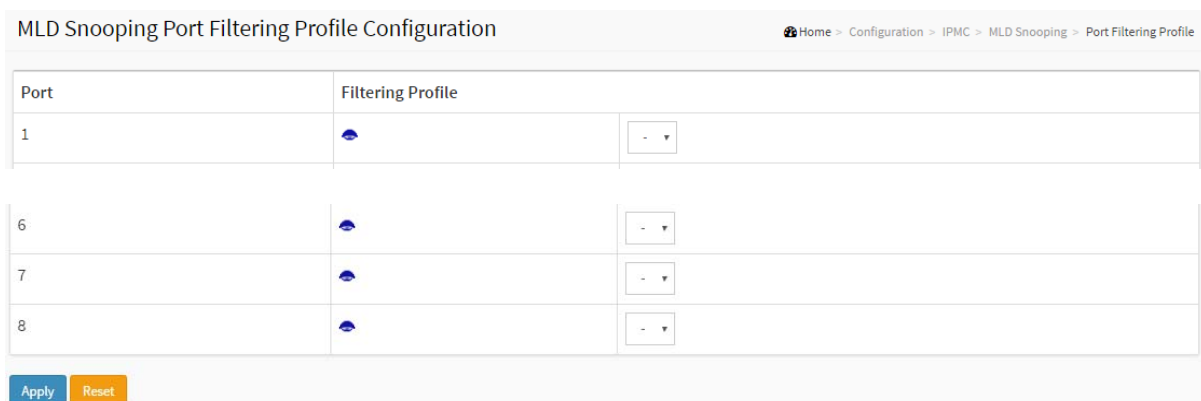 MLD Snooping Port Filtering Profile Configuration
Home > Configuration > IPMC > MLD Snooping > Port Filtering Profile
Port Filtering Profile
1 -
6 -
7 -
8 -
Apply Reset